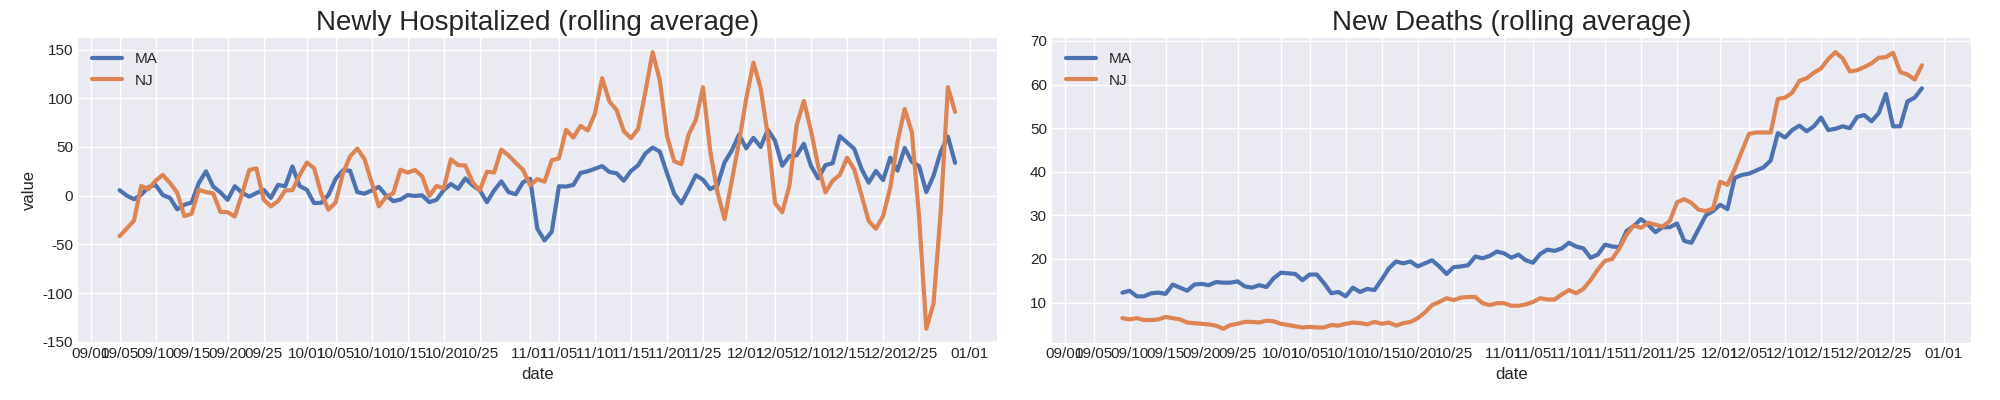 Newly Hospitalized (rolling average)
MA
NJ
150
100
50
0
-50
-100
-150
value
09/01 09/05 09/10 09/15 09/20 09/25 10/01 10/05 10/10 10/15 10/20 10/25 11/01 11/05 11/10 11/15 11/20 11/25 12/01 12/05 12/10 12/15 12/20 12/25 01/01
date
New Deaths (rolling average)
MA
NJ
70
60
50
40
30
20
10
09/01 09/05 09/10 09/15 09/20 09/25 10/01 10/05 10/10 10/15 10/20 10/25 11/01 11/05 11/10 11/15 11/20 11/25 12/01 12/05 12/10 12/15 12/20 12/25 01/01
date